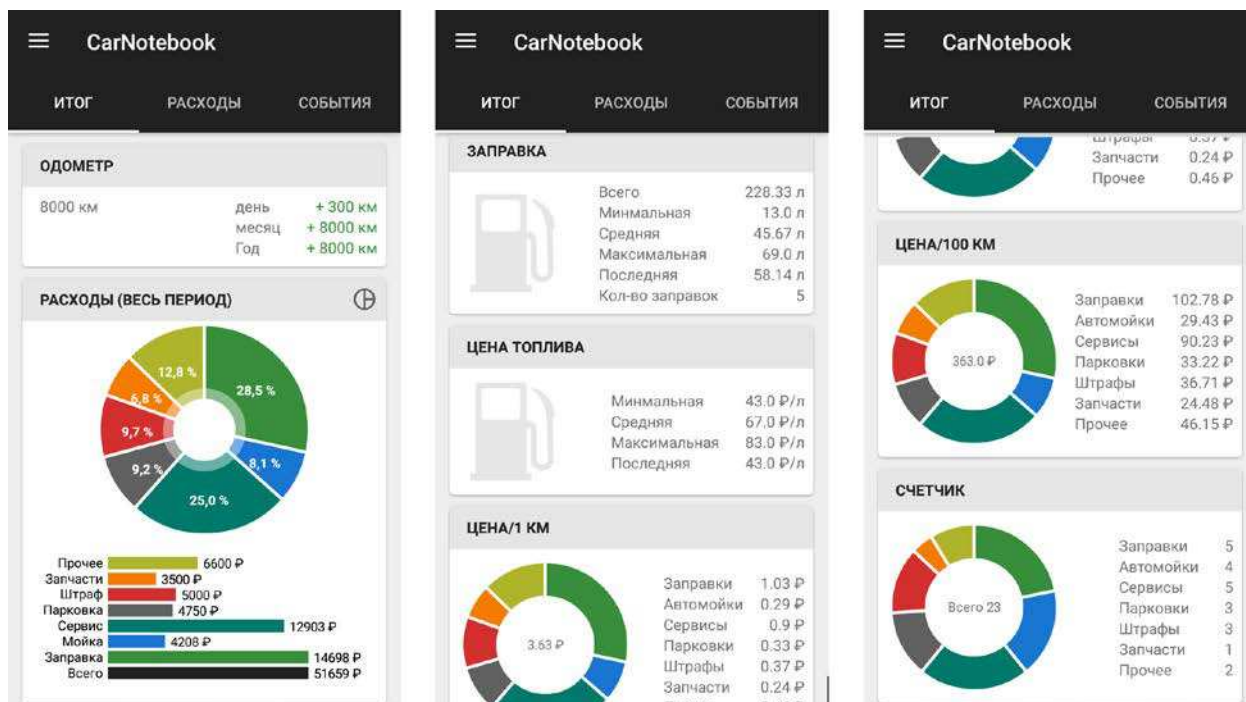 CarNotebook
ИТОГ РАСХОДЫ СОБЫТИЯ
ОДОМЕТР
8000 км день + 300 км
месяц + 8000 км
Год + 8000 км
РАСХОДЫ (ВЕСЬ ПЕРИОД)
12,8 %
28,5 %
6,8 %
9,7 %
9,2 %
8,1 %
25,0 %
Прочее 6600 ₽
Запчасти 3500 ₽
Штраф 5000 ₽
Парковка 4750 ₽
Сервис 12903 ₽
Мойка 4208 ₽
Заправка 14698 ₽
Всего 51659 ₽
CarNotebook
ИТОГ РАСХОДЫ СОБЫТИЯ
ЗАПРАВКА
Всего 228.33 л
Минмальная 13.0 л
Средняя 45.67 л
Максимальная 69.0 л
Последняя 58.14 л
Кол-во заправок 5
ЦЕНА ТОПЛИВА
Минмальная 43.0 ₽/л
Средняя 67.0 ₽/л
Максимальная 83.0 ₽/л
Последняя 43.0 ₽/л
ЦЕНА/1 КМ
3.63 ₽
Заправки 1.03 ₽
Автомойки 0.29 ₽
Сервисы 0.9 ₽
Парковки 0.33 ₽
Штрафы 0.37 ₽
Запчасти 0.24 ₽
CarNotebook
ИТОГ РАСХОДЫ СОБЫТИЯ
Штрафы 0.37 ₽
Запчасти 0.24 ₽
Прочее 0.46 ₽
ЦЕНА/100 КМ
363.0 ₽
Заправки 102.78 ₽
Автомойки 29.43 ₽
Сервисы 90.23 ₽
Парковки 33.22 ₽
Штрафы 36.71 ₽
Запчасти 24.48 ₽
Прочее 46.15 ₽
СЧЕТЧИК
Всего 23
Заправки 5
Автомойки 4
Сервисы 5
Парковки 3
Штрафы 3
Запчасти 1
Прочее 2